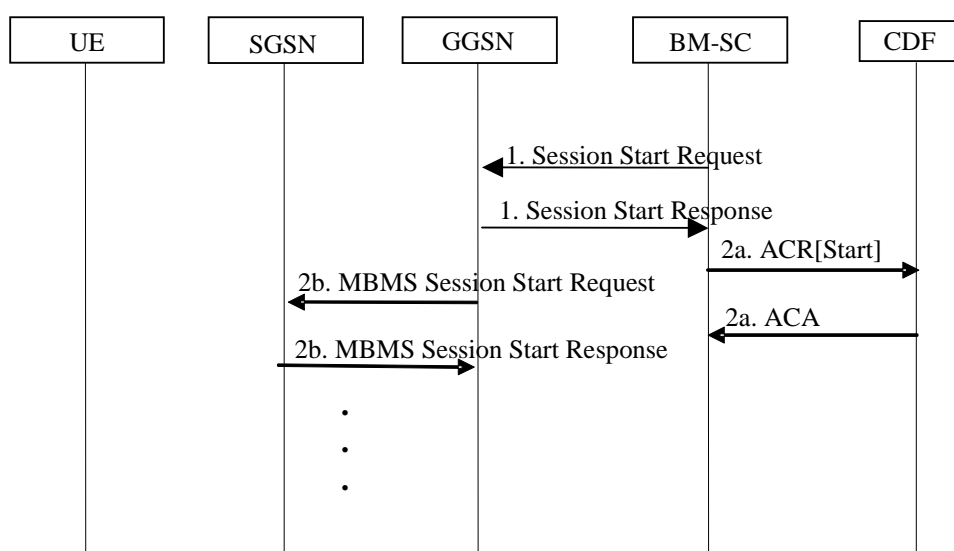 UE
SGSN
GGSN
BM-SC
CDF
1. Session Start Request
1. Session Start Response
2a. ACR[Start]
2b. MBMS Session Start Request
2a. ACA
2b. MBMS Session Start Response